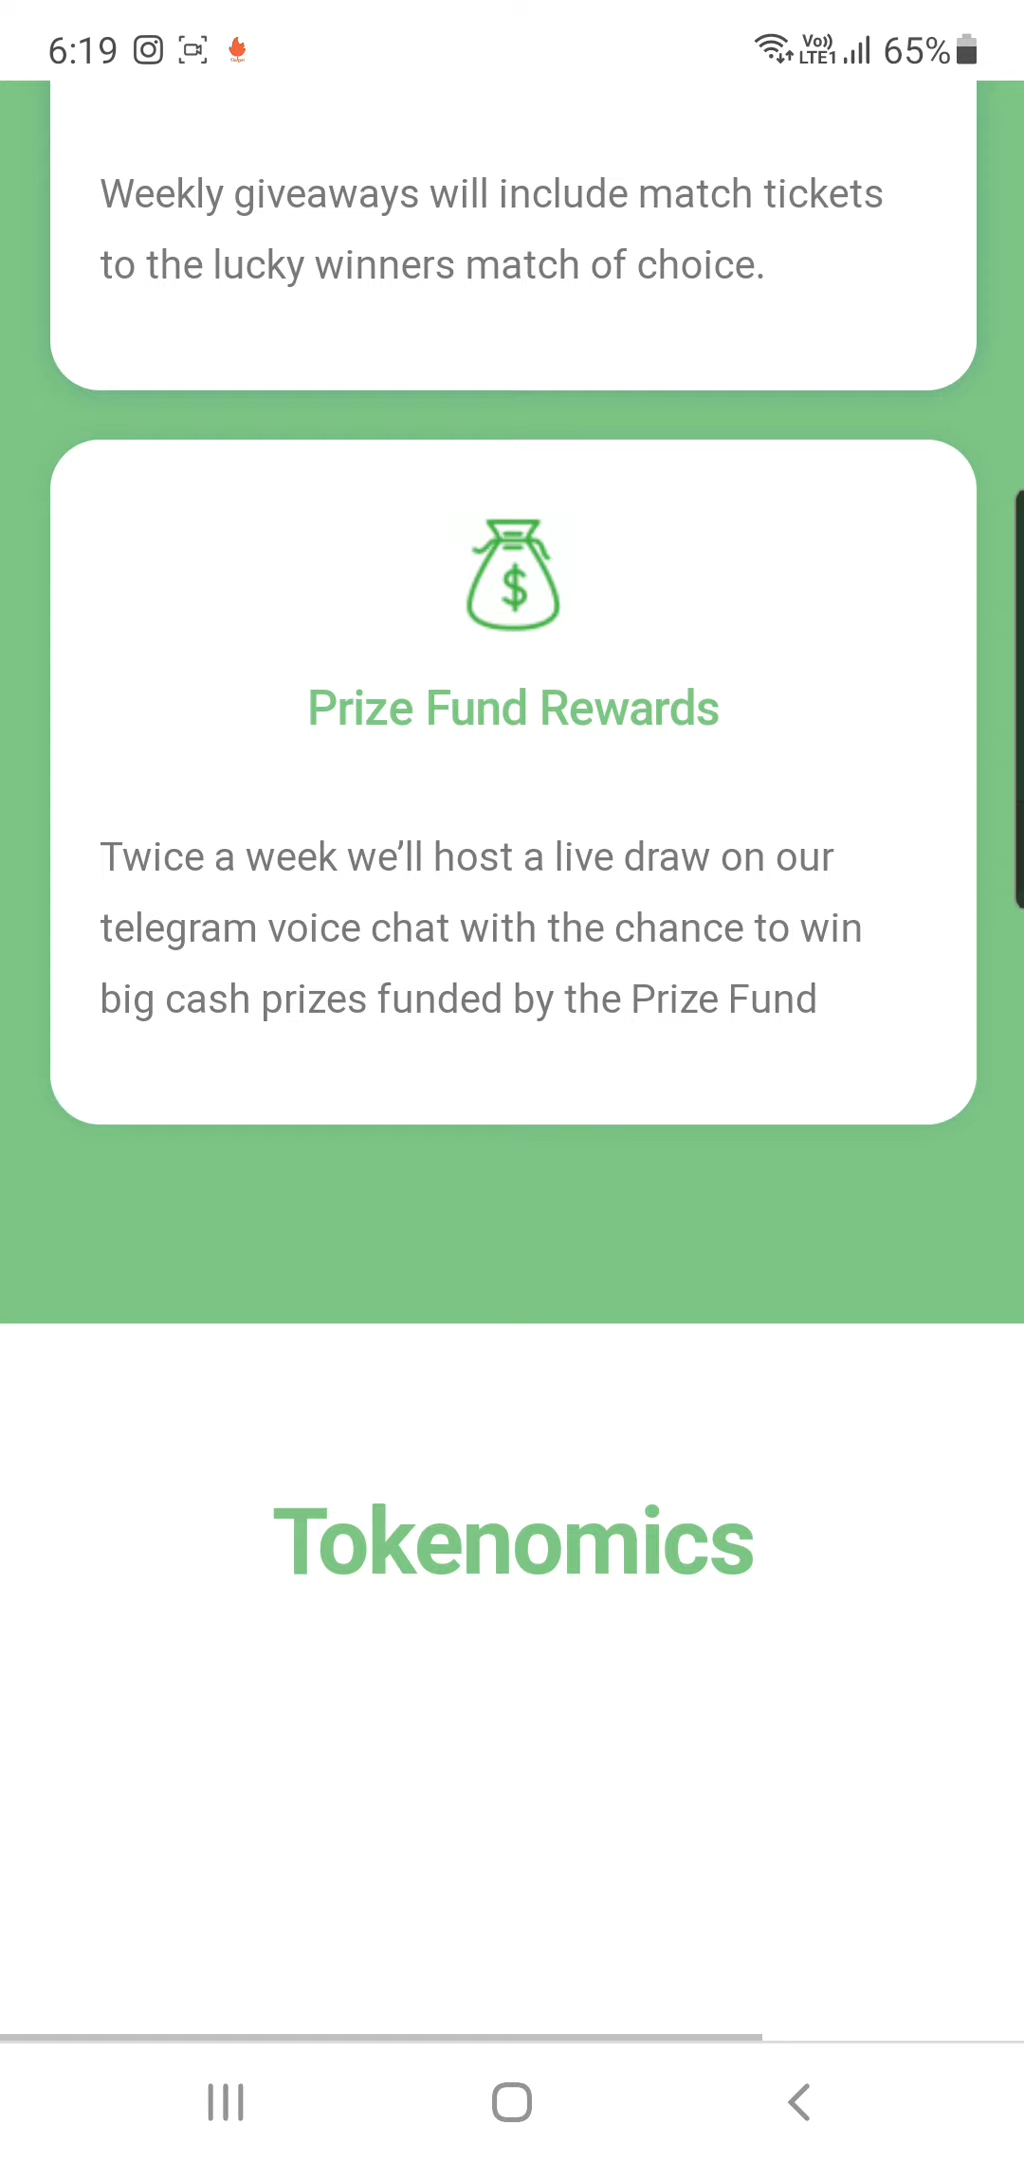 6:19
Vo))
LTE1
65%
Weekly giveaways will include match tickets
to the lucky winners match of choice.
$
Prize Fund Rewards
Twice a week we’ll host a live draw on our
telegram voice chat with the chance to win
big cash prizes funded by the Prize Fund
Tokenomics